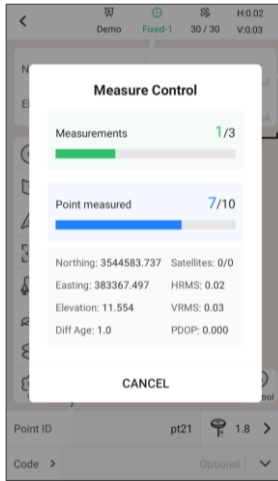 H:0.02
Demo Fixed-1 30 / 30 V:0.03
N
Measure Control
El
Measurements 1/3
Point measured 7/10
Northing: 3544583.737 Satellites: 0/0
Easting: 383367.497 HRMS: 0.02
Elevation: 11.554 VRMS: 0.03
Diff Age: 1.0 PDOP: 0.000
CANCEL
trol
Point ID pt21 1.8
Code Optional